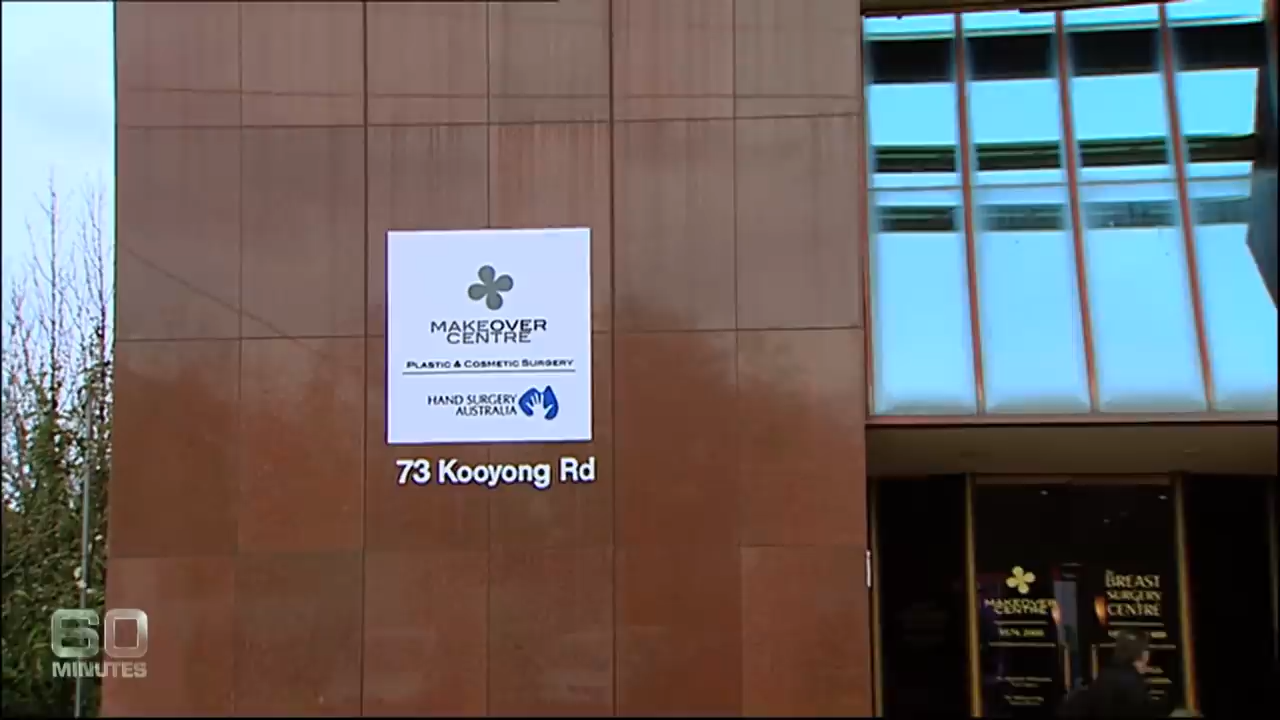 MAKEOVER
CENTRE
PLASTIC & COSMETIC SURGERY
HAND SURGERY
AUSTRALIA
73 Kooyong Rd
MAKEOVER
CENTRE
BREAST
SURGERY
CENTRE
60
MINUTES